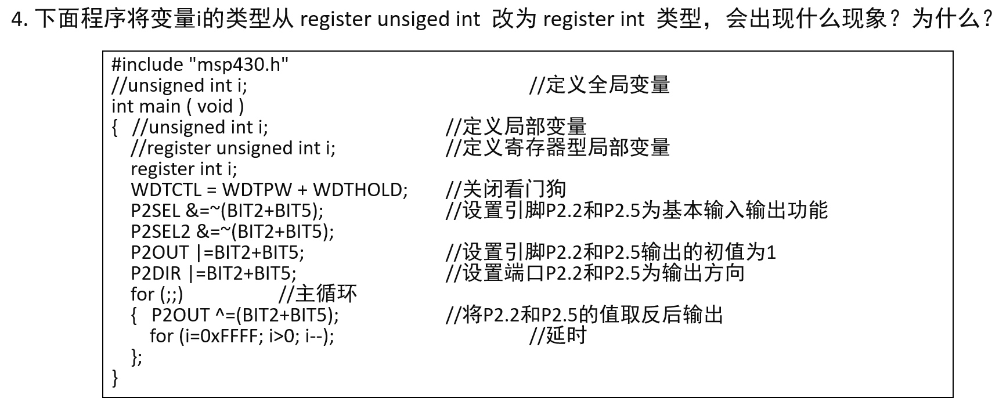 4. 下面程序将变量i的类型从 register unsiged int 改为 register int 类型，会出现什么现象？为什么？
#include "msp430.h"
//unsigned int i; //定义全局变量
int main ( void )
{ //unsigned int i; //定义局部变量
//register unsigned int i; //定义寄存器型局部变量
register int i;
WDTCTL = WDTPW + WDTHOLD; //关闭看门狗
P2SEL &=~(BIT2+BIT5); //设置引脚P2.2和P2.5为基本输入输出功能
P2SEL2 &=~(BIT2+BIT5);
P2OUT |=BIT2+BIT5; //设置引脚P2.2和P2.5输出的初值为1
P2DIR |=BIT2+BIT5; //设置端口P2.2和P2.5为输出方向
for (;;) //主循环
{ P2OUT ^=(BIT2+BIT5); //将P2.2和P2.5的值取反后输出
for (i=0xFFFF; i>0; i--); //延时
};
}